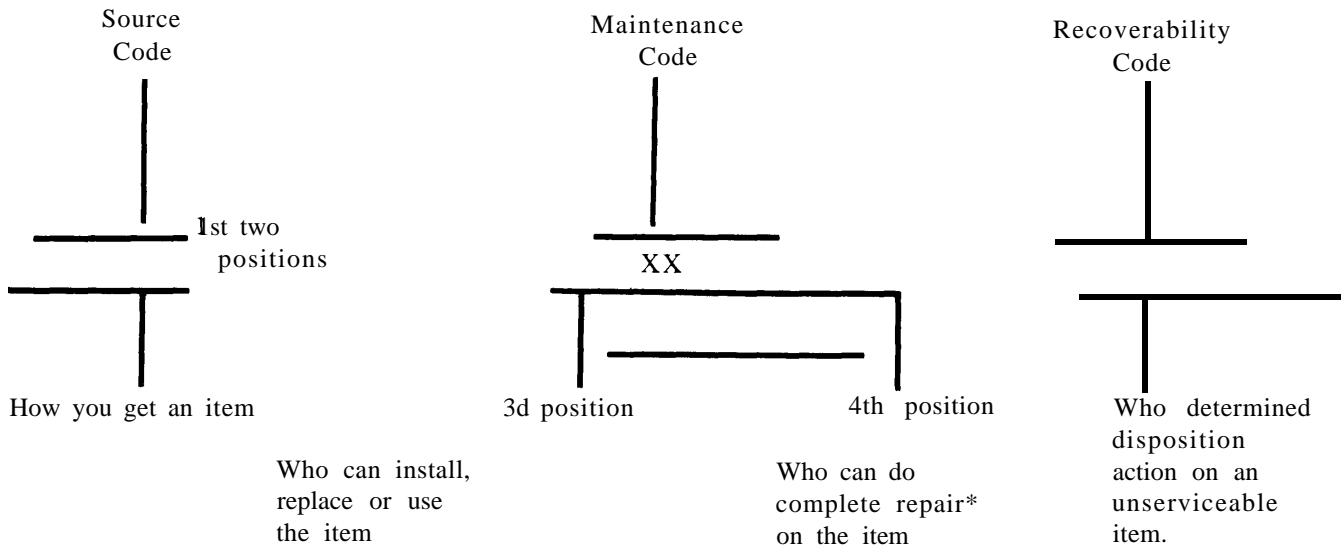 Source
Code
Maintenance
Code
Recoverability
Code
1st two
positions
XX
How you get an item
3d position
4th position
Who can install,
replace or use
the item
Who can do
complete repair*
on the item
Who determined
disposition
action on an
unserviceable
item.